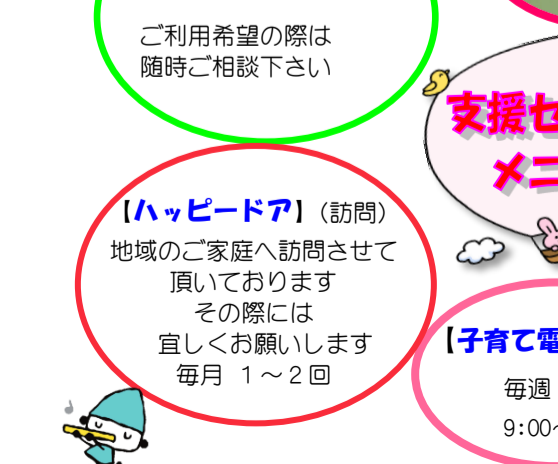 ご利用希望の際は
随時ご相談下さい
支援セ
メニ
【ハッピードア】（訪問）
地域のご家庭へ訪問させて
頂いております
その際には
宜しくお願いします
毎月 1～2回
【子育て電
毎週
9:00~